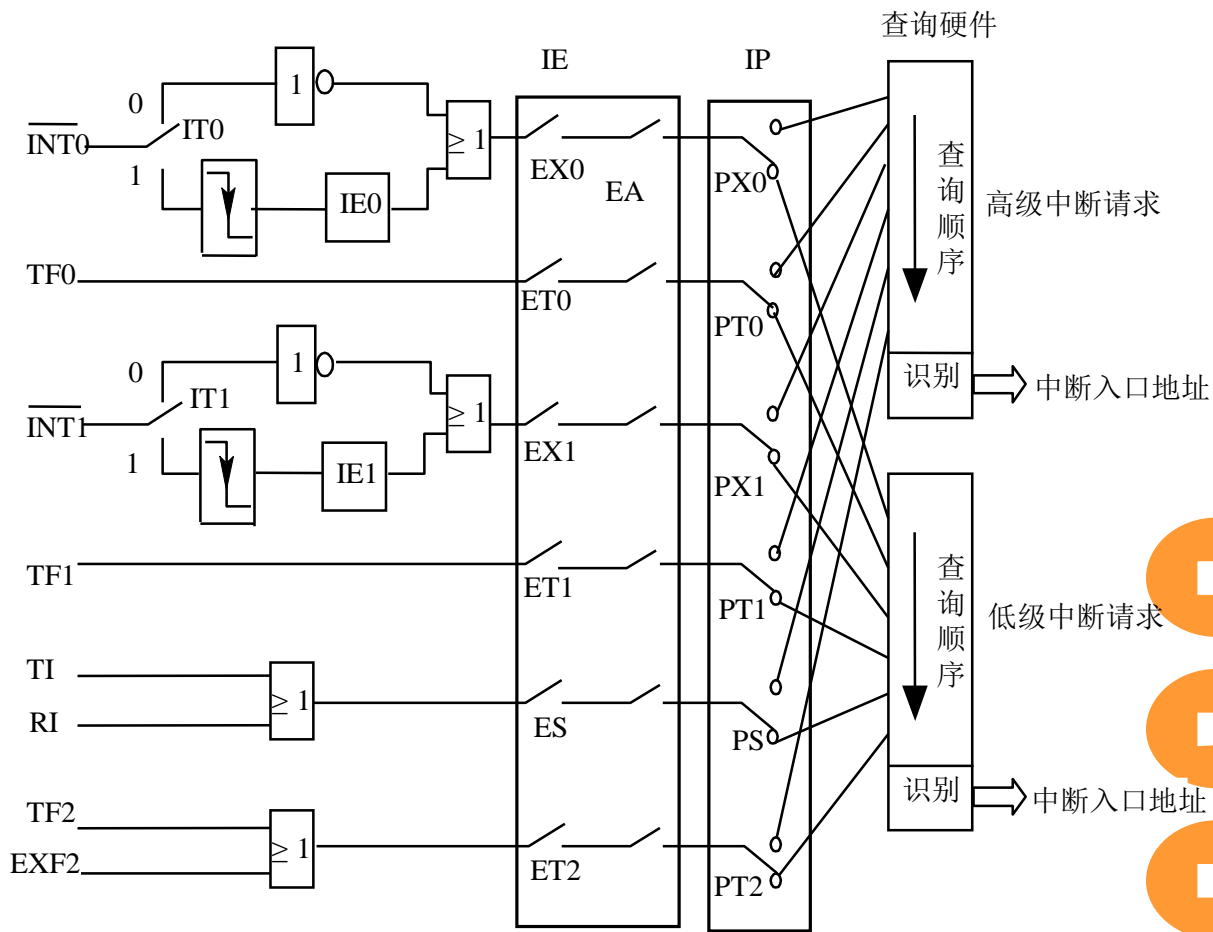 查询硬件
IE
IP
1
0
IT0
INT0
≥ 1
1
IE0
EX0
EA
PX0
查询顺序
高级中断请求
TF0
ET0
PT0
识别
中断入口地址
1
0
IT1
INT1
≥ 1
1
IE1
EX1
PX1
TF1
ET1
PT1
查询顺序
低级中断请求
TI
RI
≥ 1
ES
PS
识别
中断入口地址
TF2
EXF2
≥ 1
ET2
PT2